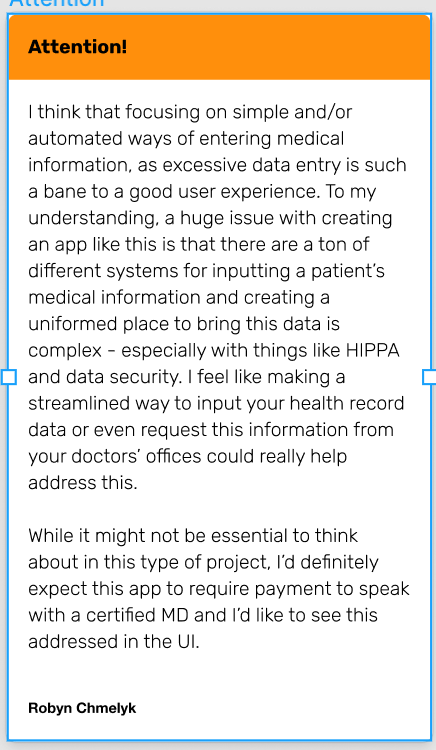 Attention
Attention!
I think that focusing on simple and/or
automated ways of entering medical
information, as excessive data entry is such
a bane to a good user experience. To my
understanding, a huge issue with creating
an app like this is that there are a ton of
different systems for inputting a patient's
medical information and creating a
uniformed place to bring this data is
complex - especially with things like HIPPA
and data security. I feel like making a
streamlined way to input your health record
data or even request this information from
your doctors' offices could really help
address this.
While it might not be essential to think
about in this type of project, I'd definitely
expect this app to require payment to speak
with a certified MD and I'd like to see this
addressed in the UI.
Robyn Chmelyk